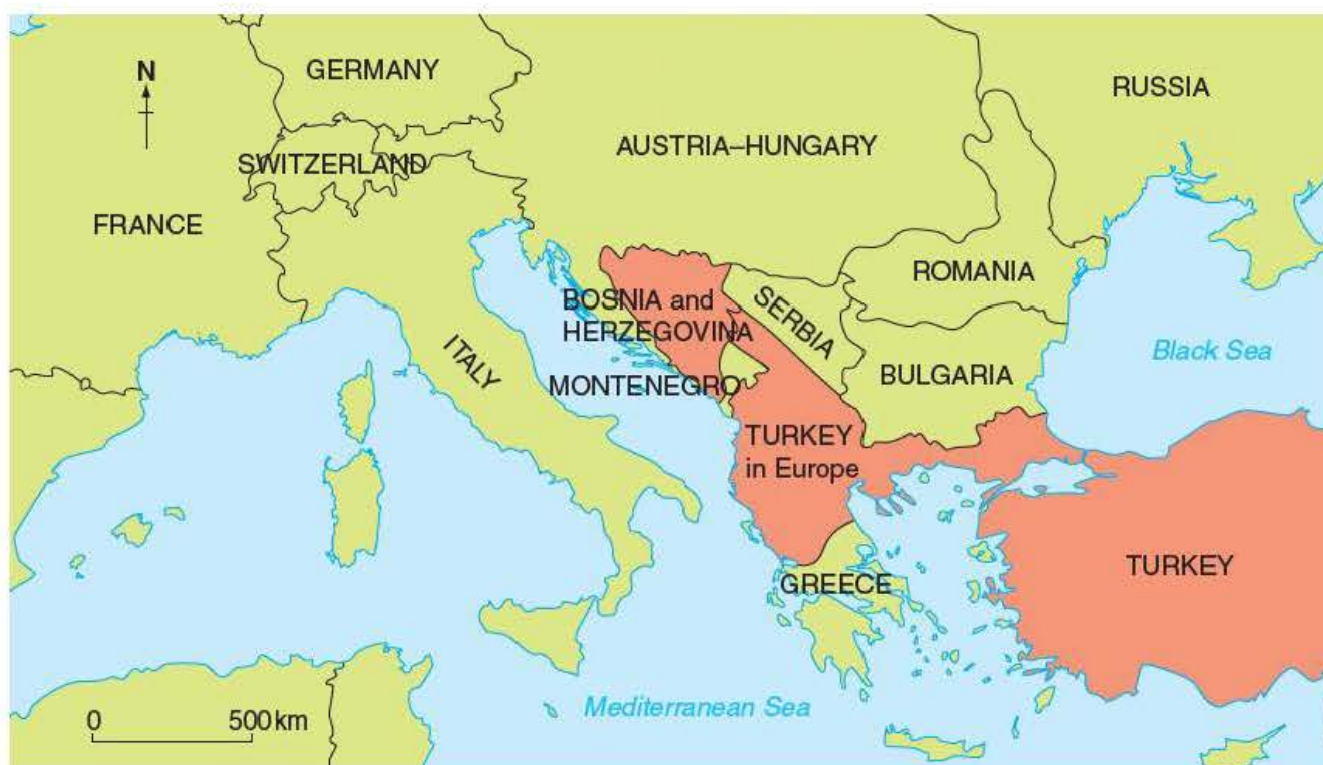 GERMANY
N
RUSSIA
AUSTRIA–HUNGARY
SWITZERLAND
FRANCE
ROMANIA
BOSNIA and
HERZEGOVINA
SERBIA
ITALY
Black Sea
BULGARIA
MONTENEGRO
TURKEY
in Europe
TURKEY
GREECE
Mediterranean Sea
0 500 km